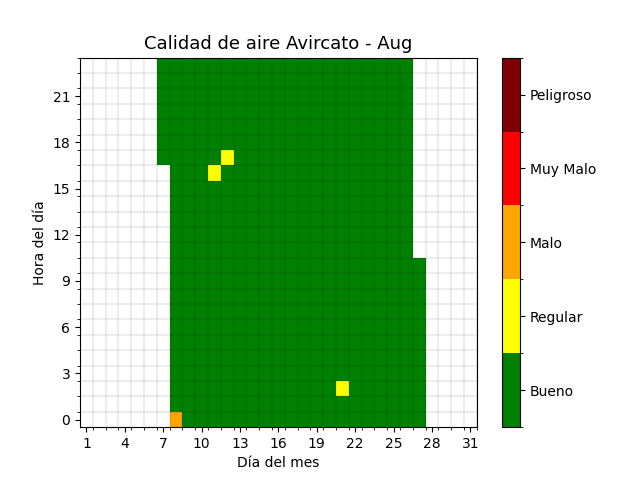 Calidad de aire Avircato - Aug
Hora del día
21
18
15
12
9
6
3
0
1 4 7 10 13 16 19 22 25 28 31
Día del mes
Peligroso
Muy Malo
Malo
Regular
Bueno